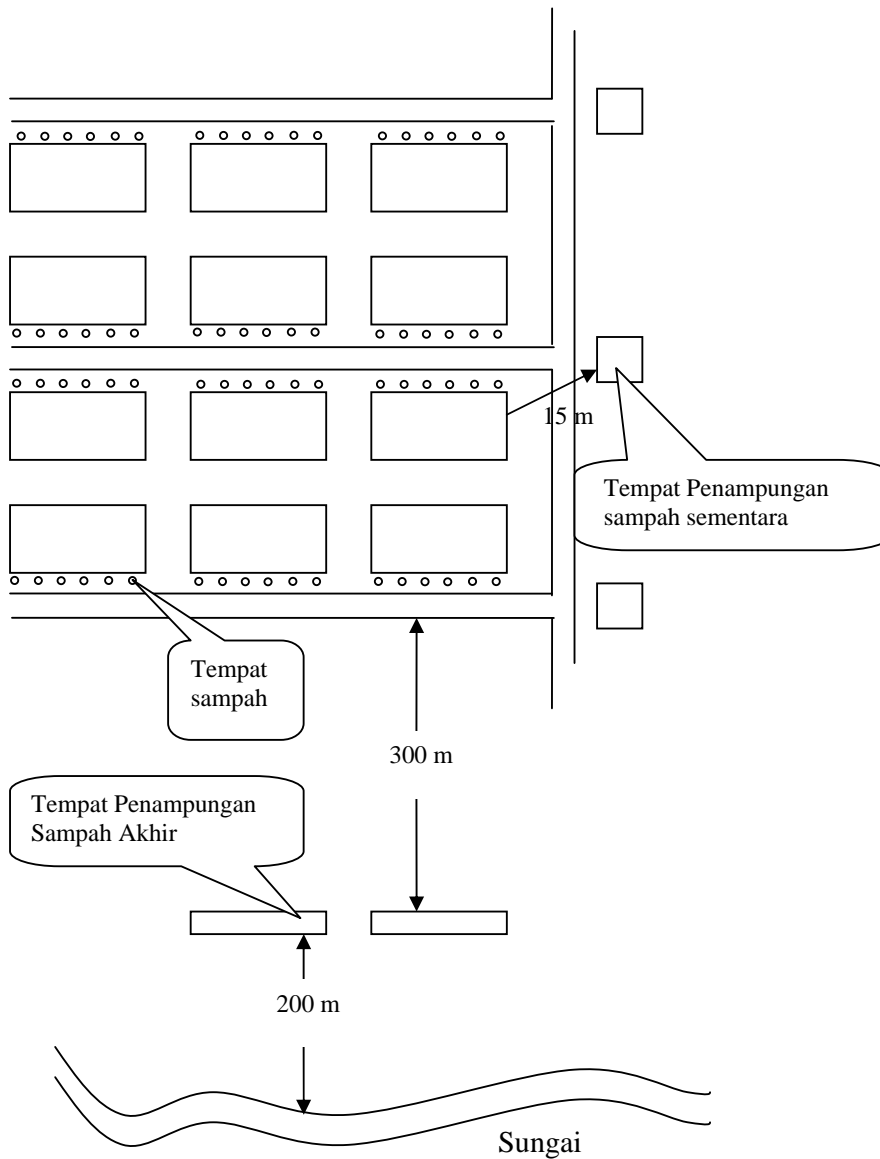 15 m
Tempat Penampungan
sampah sementara
Tempat
sampah
300 m
Tempat Penampungan
Sampah Akhir
200 m
Sungai